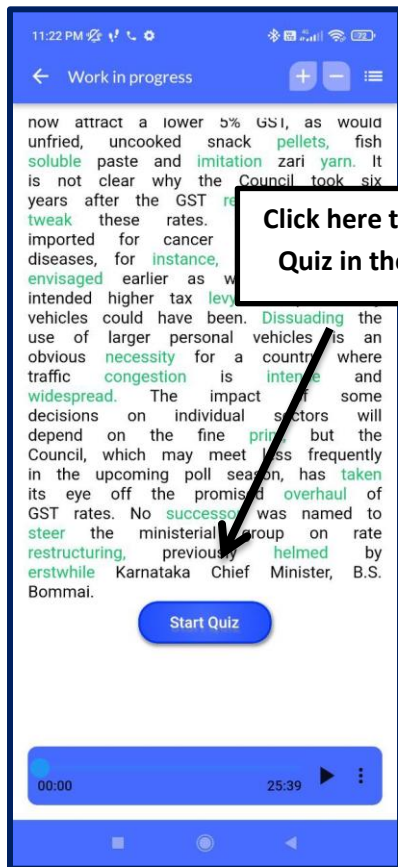 11:22 PM
72
Work in progress
now attract a lower 5% GST, as would
unfried, uncooked snack pellets, fish
soluble paste and imitation zari yarn. It
is not clear why the Council took six
years after the GST re
tweak these rates.
imported for cancer
diseases, for instance,
envisaged earlier as w
intended higher tax levy
vehicles could have been. Dissuading the
use of larger personal vehicles is an
obvious necessity for a country where
traffic congestion is intense and
widespread. The impact of some
decisions on individual sectors will
depend on the fine print, but the
Council, which may meet less frequently
in the upcoming poll season, has taken
its eye off the promised overhaul of
GST rates. No successor was named to
steer the ministerial group on rate
restructuring, previously helmed by
erstwhile Karnataka Chief Minister, B.S.
Bommai.
Click here t
Quiz in the
Start Quiz
00:00
25:39